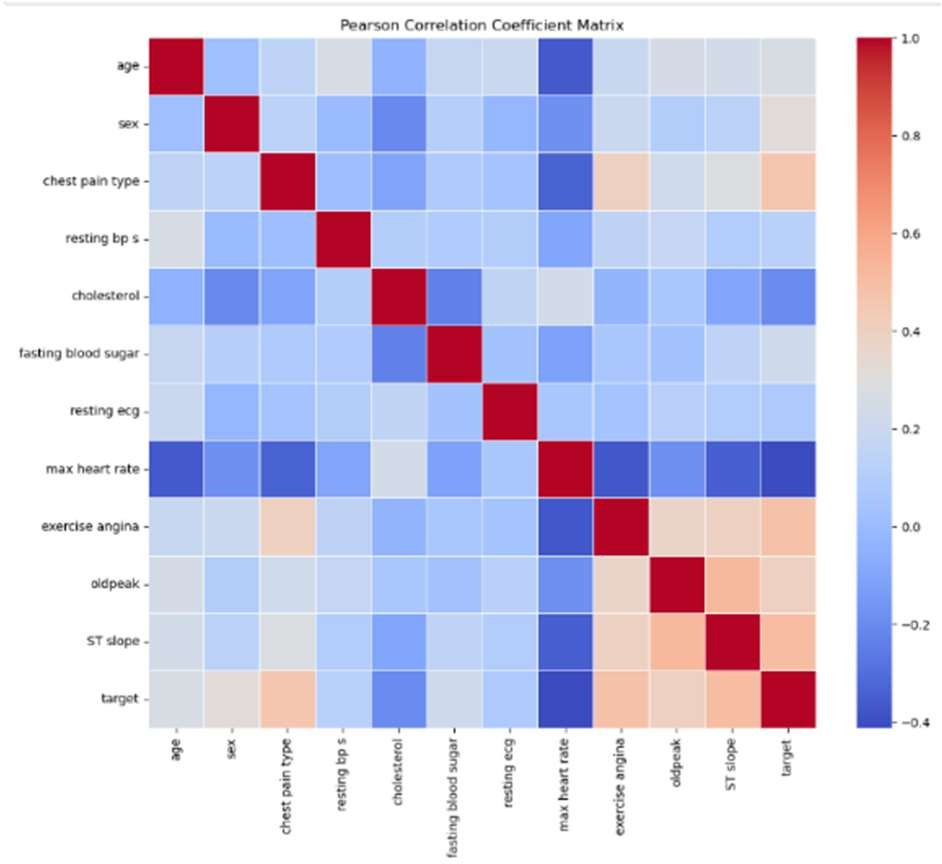 Pearson Correlation Coefficient Matrix
age
sex
chest pain type
resting bp s
cholesterol
fasting blood sugar
resting ecg
max heart rate
exercise angina
oldpeak
ST slope
target
age
sex
chest pain type
resting bp s
cholesterol
fasting blood sugar
resting ecg
max heart rate
exercise angina
oldpeak
ST slope
target
1.0
0.8
0.6
0.4
0.2
0.0
−0.2
−0.4